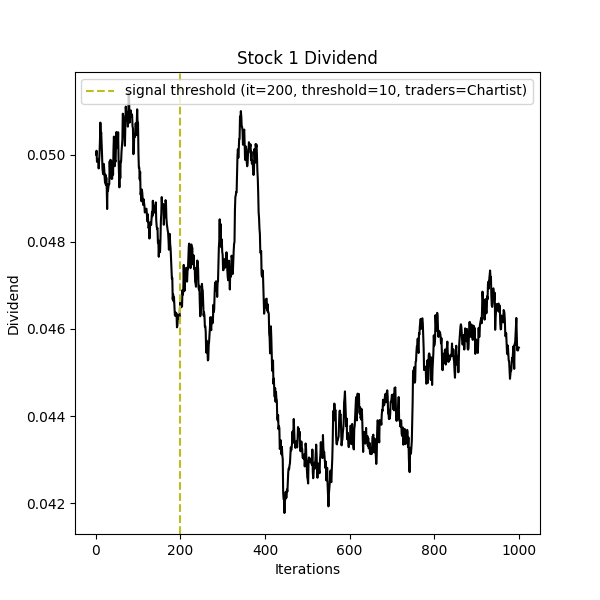 Stock 1 Dividend
signal threshold (it=200, threshold=10, traders=Chartist)
0.050
0.048
0.046
0.044
0.042
Dividend
0 200 400 600 800 1000
Iterations